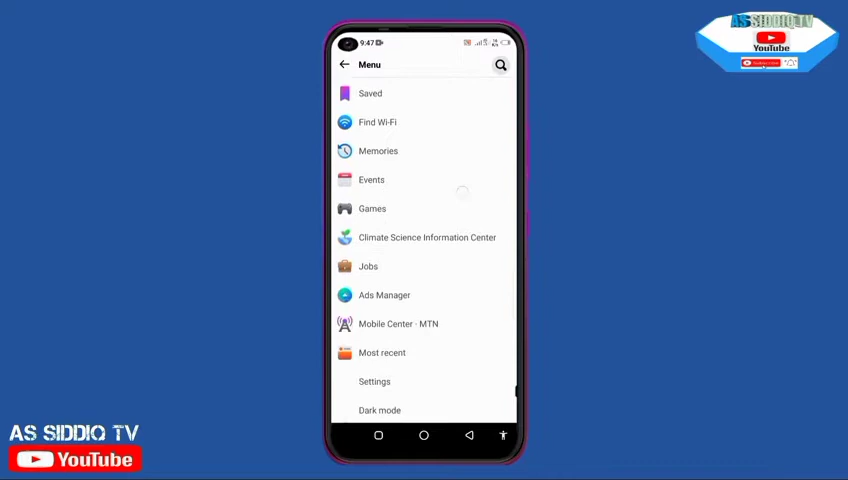 AS SIDDIQ TV
YouTube
9:47
Menu
Saved
Find Wi-Fi
Memories
Events
Games
Climate Science Information Center
Jobs
Ads Manager
Mobile Center · MTN
Most recent
Settings
Dark mode
AS SIDDIQ TV
YouTube